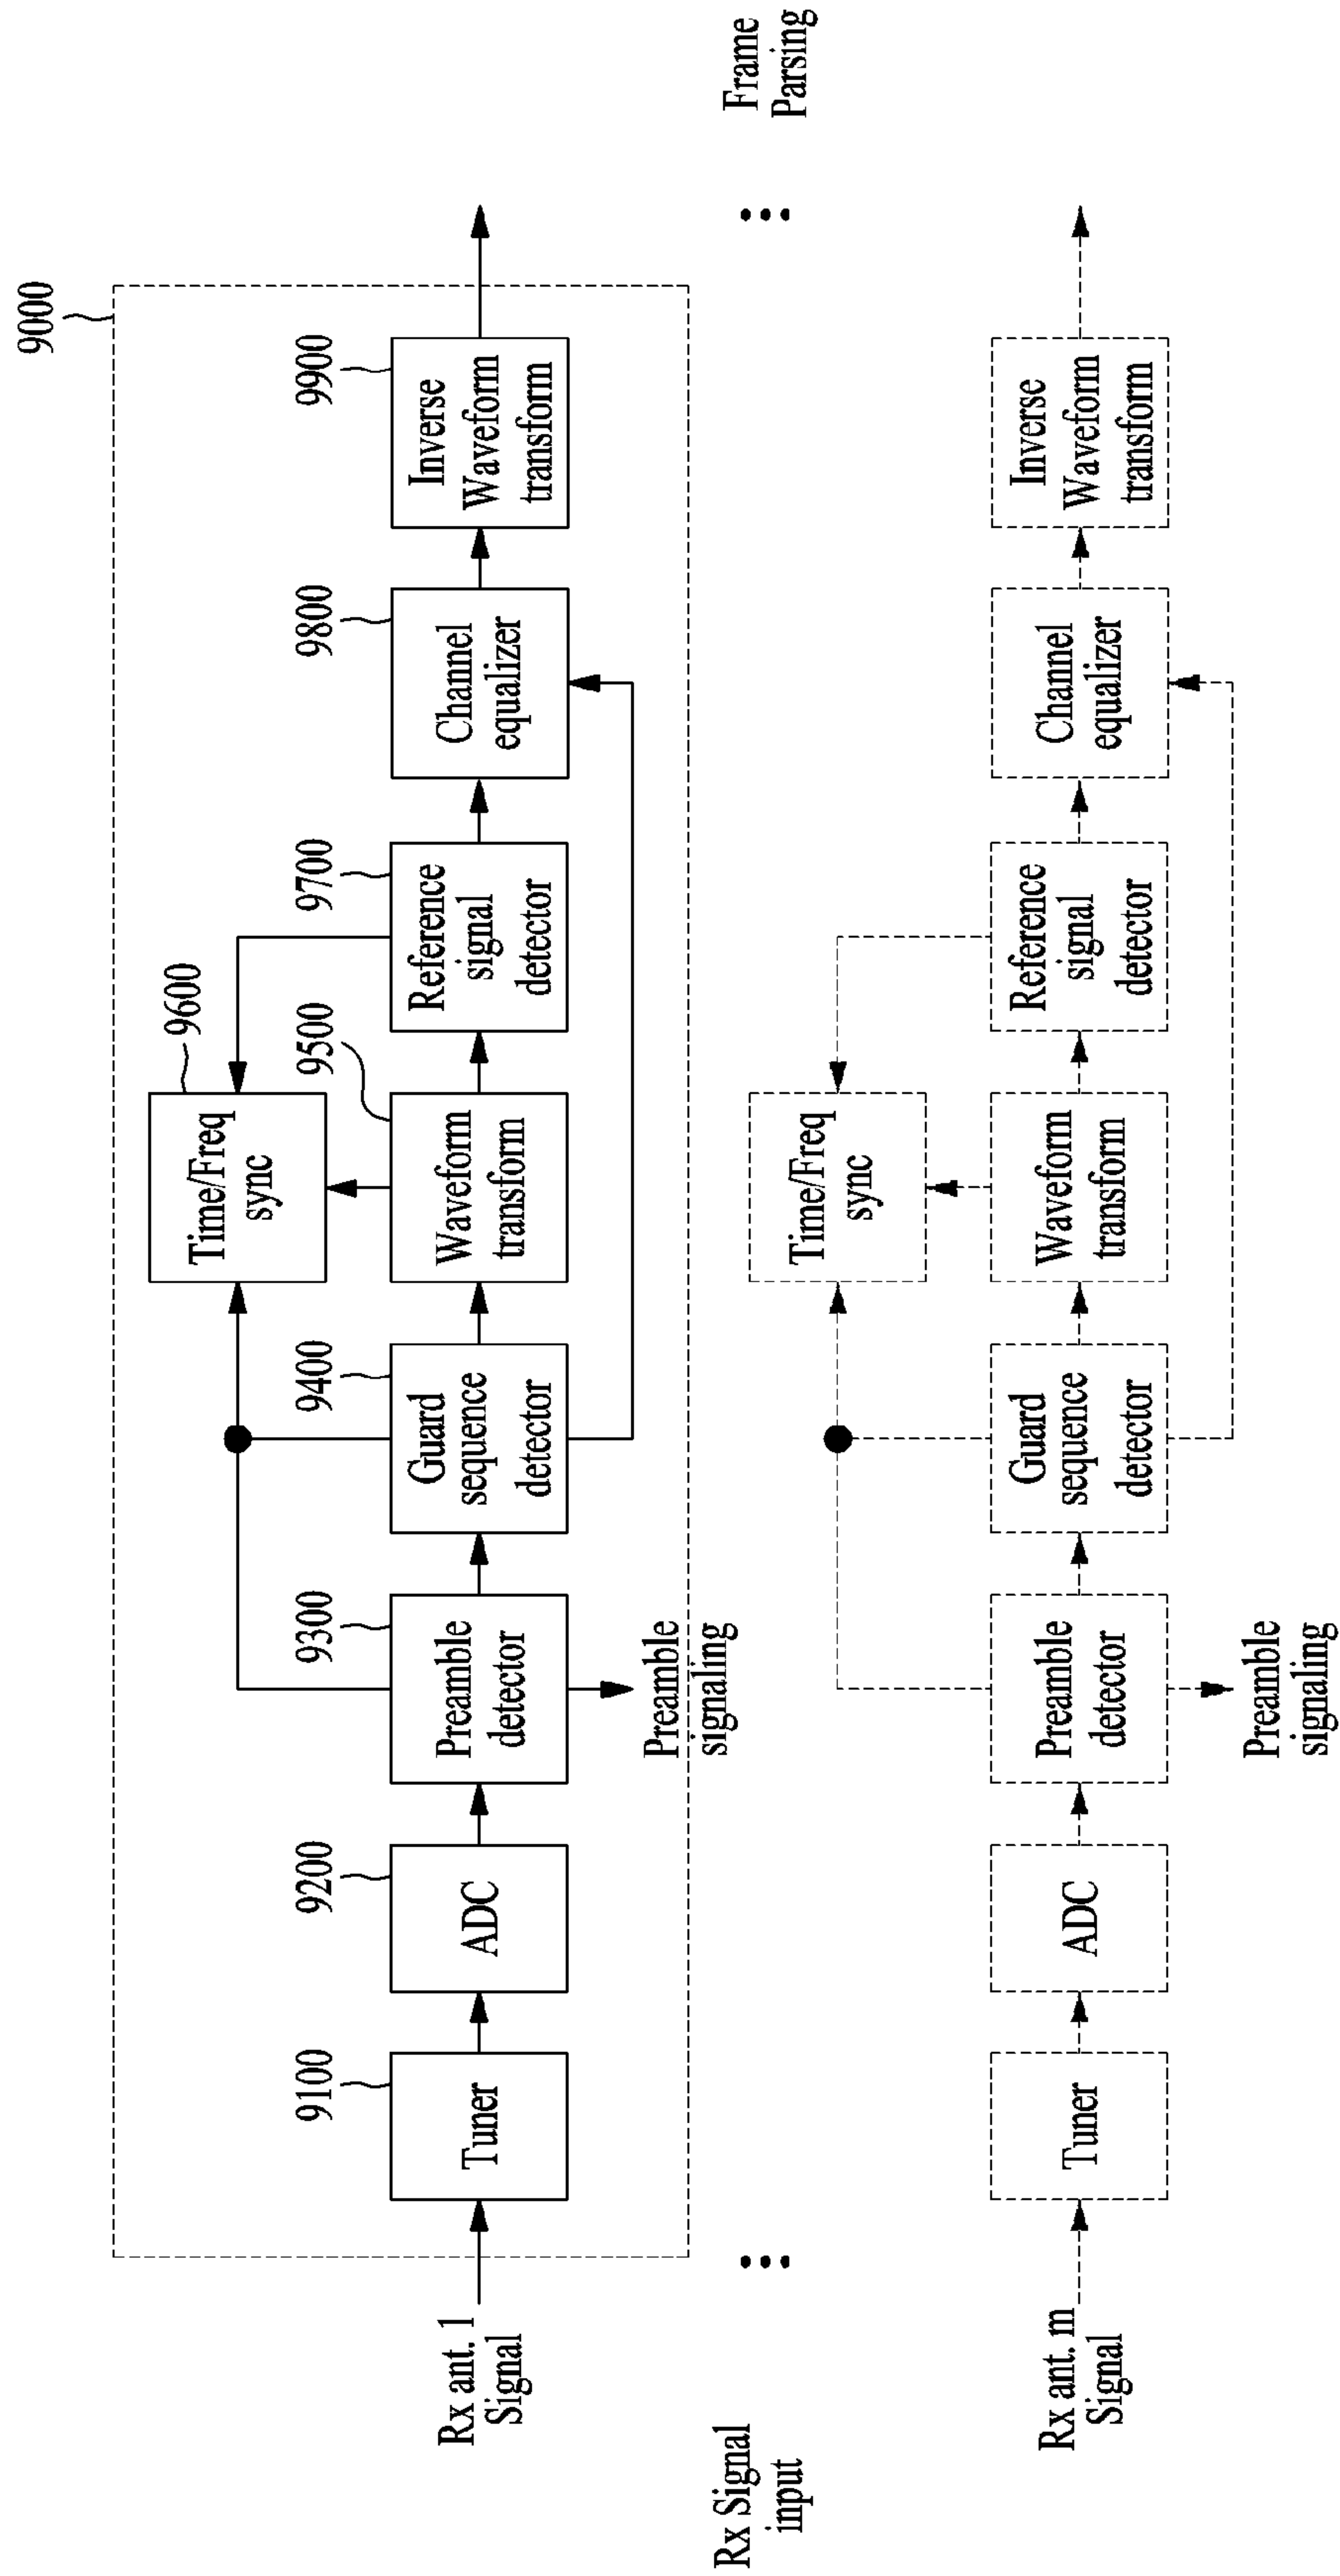 9000
9600
Time/Freq
sync
9100
9200
9300
9400
9500
9700
9800
9900
Rx ant. 1
Signal
Tuner
ADC
Preamble
detector
Guard
sequence
detector
Waveform
transform
Reference
signal
detector
Channel
equalizer
Inverse
Waveform
transform
Preamble
signaling
Rx Signal
input
Frame
Parsing
Time/Freq
sync
Rx ant. m
Signal
Tuner
ADC
Preamble
detector
Guard
sequence
detector
Waveform
transform
Reference
signal
detector
Channel
equalizer
Inverse
Waveform
transform
Preamble
signaling